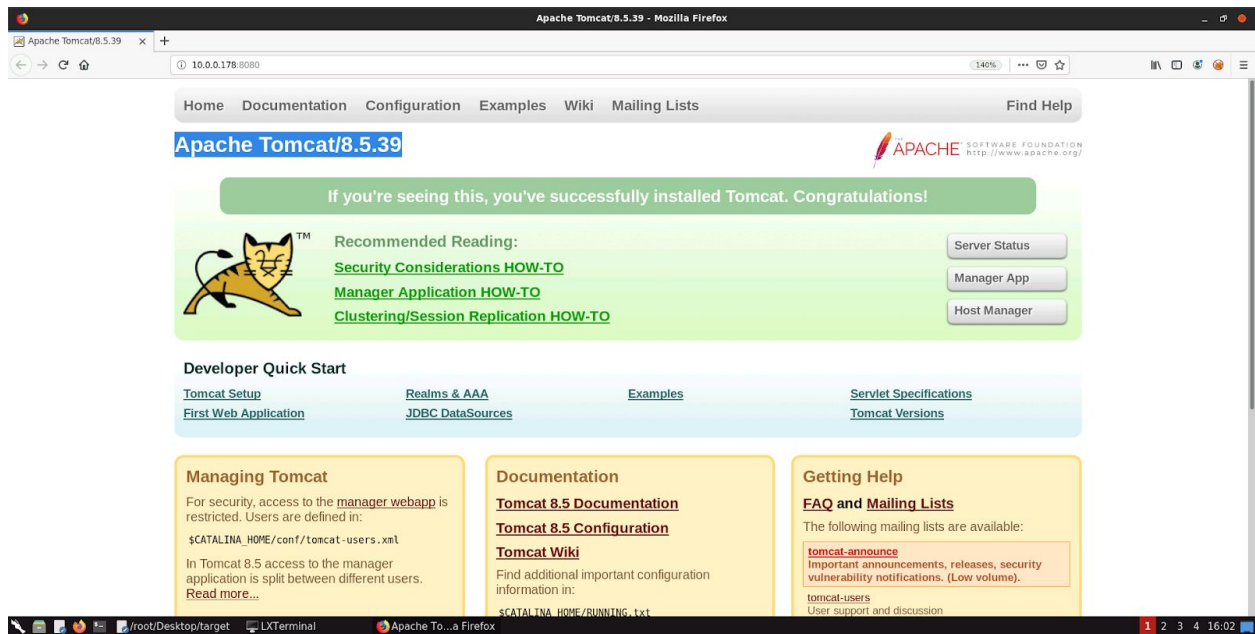 Apache Tomcat/8.5.39 - Mozilla Firefox
Apache Tomcat/8.5.39
10.0.0.178:8080
140%
Home Documentation Configuration Examples Wiki Mailing Lists Find Help
Apache Tomcat/8.5.39
THE APACHE SOFTWARE FOUNDATION
http://www.apache.org/
If you're seeing this, you've successfully installed Tomcat. Congratulations!
TM
Recommended Reading:
Security Considerations HOW-TO
Manager Application HOW-TO
Clustering/Session Replication HOW-TO
Server Status
Manager App
Host Manager
Developer Quick Start
Tomcat Setup
First Web Application
Realms & AAA
JDBC DataSources
Examples
Servlet Specifications
Tomcat Versions
Managing Tomcat
For security, access to the manager webapp is
restricted. Users are defined in:
$CATALINA_HOME/conf/tomcat-users.xml
In Tomcat 8.5 access to the manager
application is split between different users.
Read more...
Documentation
Tomcat 8.5 Documentation
Tomcat 8.5 Configuration
Tomcat Wiki
Find additional important configuration
information in:
$CATALINA_HOME/RUNNING.txt
Getting Help
FAQ and Mailing Lists
The following mailing lists are available:
tomcat-announce
Important announcements, releases, security
vulnerability notifications. (Low volume).
tomcat-users
User support and discussion
/root/Desktop/target LXTerminal Apache To...a Firefox 1 2 3 4 16:02